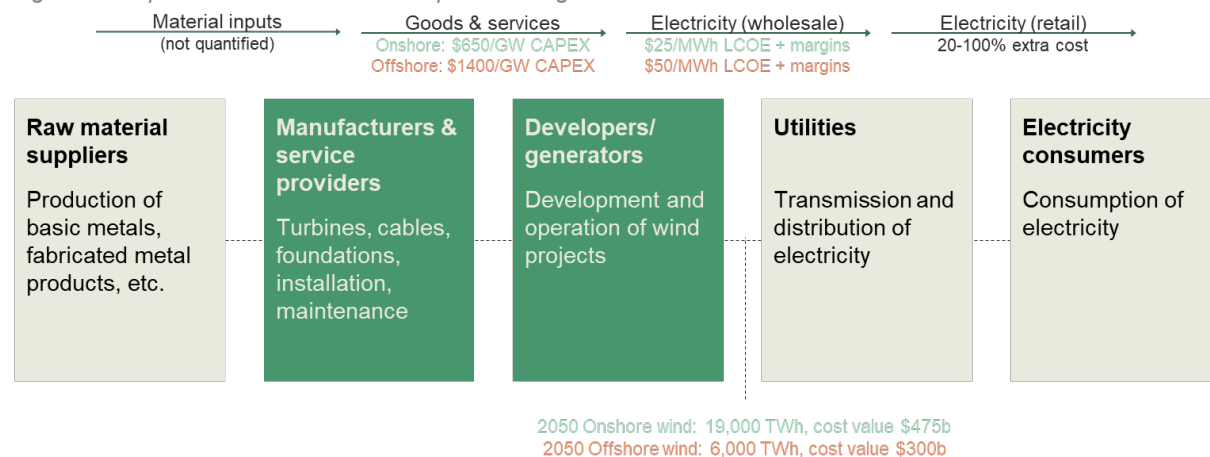 Material inputs
(not quantified)
Goods & services
Onshore: $650/GW CAPEX
Offshore: $1400/GW CAPEX
Electricity (wholesale)
$25/MWh LCOE + margins
$50/MWh LCOE + margins
Electricity (retail)
20-100% extra cost
Raw material
suppliers
Production of
basic metals,
fabricated metal
products, etc.
Manufacturers &
service
providers
Turbines, cables,
foundations,
installation,
maintenance
Developers/
generators
Development and
operation of wind
projects
Utilities
Transmission and
distribution of
electricity
Electricity
consumers
Consumption of
electricity
2050 Onshore wind: 19,000 TWh, cost value $475b
2050 Offshore wind: 6,000 TWh, cost value $300b